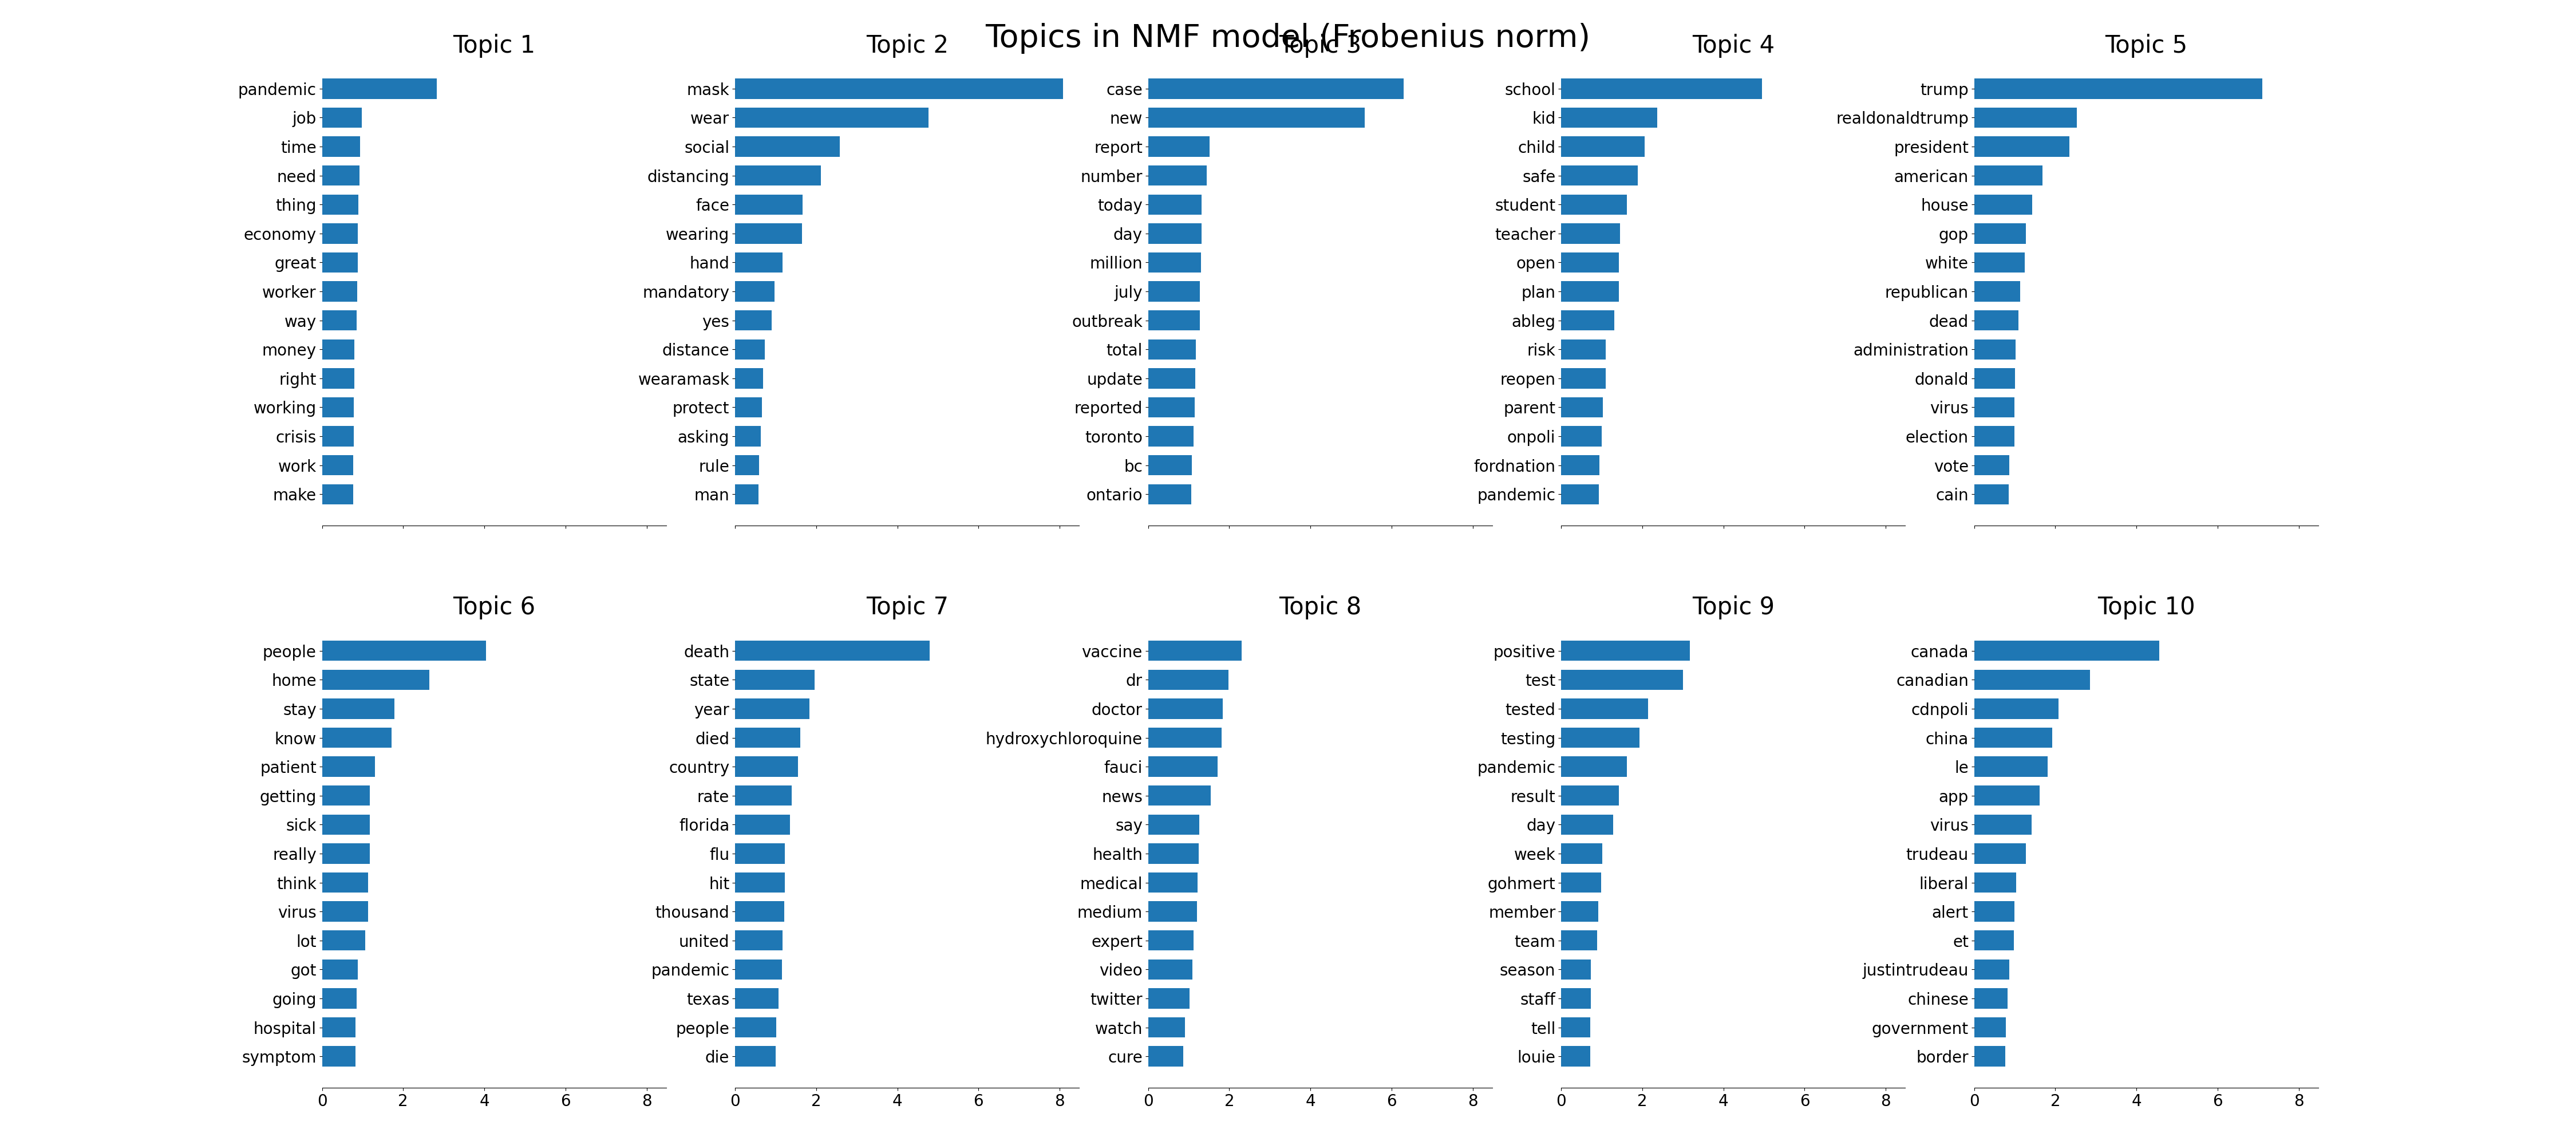 Topics in NMF model (Frobenius norm)
Topic 1
pandemic
job
time
need
thing
economy
great
worker
way
money
right
working
crisis
work
make
Topic 2
mask
wear
social
distancing
face
wearing
hand
mandatory
yes
distance
wearamask
protect
asking
rule
man
Topic 3
case
new
report
number
today
day
million
july
outbreak
total
update
reported
toronto
bc
ontario
Topic 4
school
kid
child
safe
student
teacher
open
plan
ableg
risk
reopen
parent
onpoli
fordnation
pandemic
Topic 5
trump
realdonaldtrump
president
american
house
gop
white
republican
dead
administration
donald
virus
election
vote
cain
Topic 6
people
home
stay
know
patient
getting
sick
really
think
virus
lot
got
going
hospital
symptom
0 2 4 6 8
Topic 7
death
state
year
died
country
rate
florida
flu
hit
thousand
united
pandemic
texas
people
die
0 2 4 6 8
Topic 8
vaccine
dr
doctor
hydroxychloroquine
fauci
news
say
health
medical
medium
expert
video
twitter
watch
cure
0 2 4 6 8
Topic 9
positive
test
tested
testing
pandemic
result
day
week
gohmert
member
team
season
staff
tell
louie
0 2 4 6 8
Topic 10
canada
canadian
cdnpoli
china
le
app
virus
trudeau
liberal
alert
et
justintrudeau
chinese
government
border
0 2 4 6 8